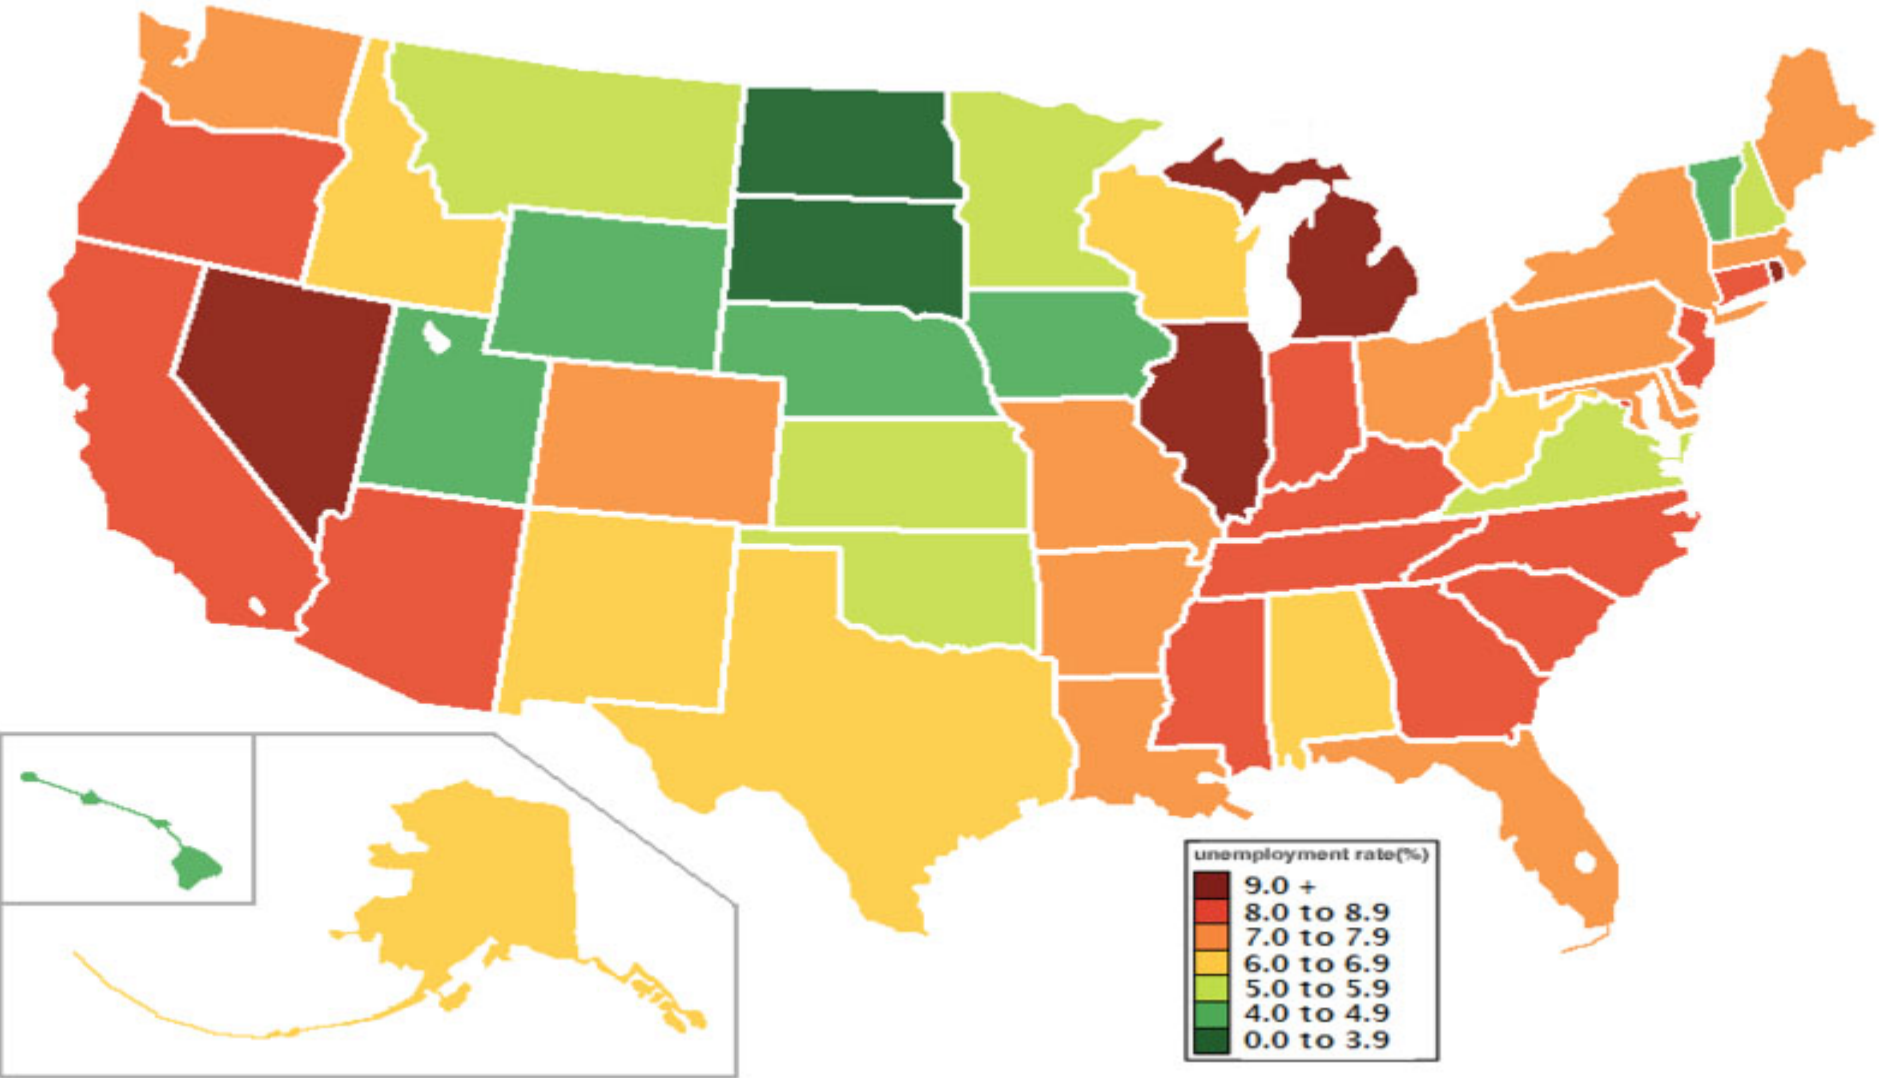 unemployment rate(%)
9.0 +
8.0 to 8.9
7.0 to 7.9
6.0 to 6.9
5.0 to 5.9
4.0 to 4.9
0.0 to 3.9